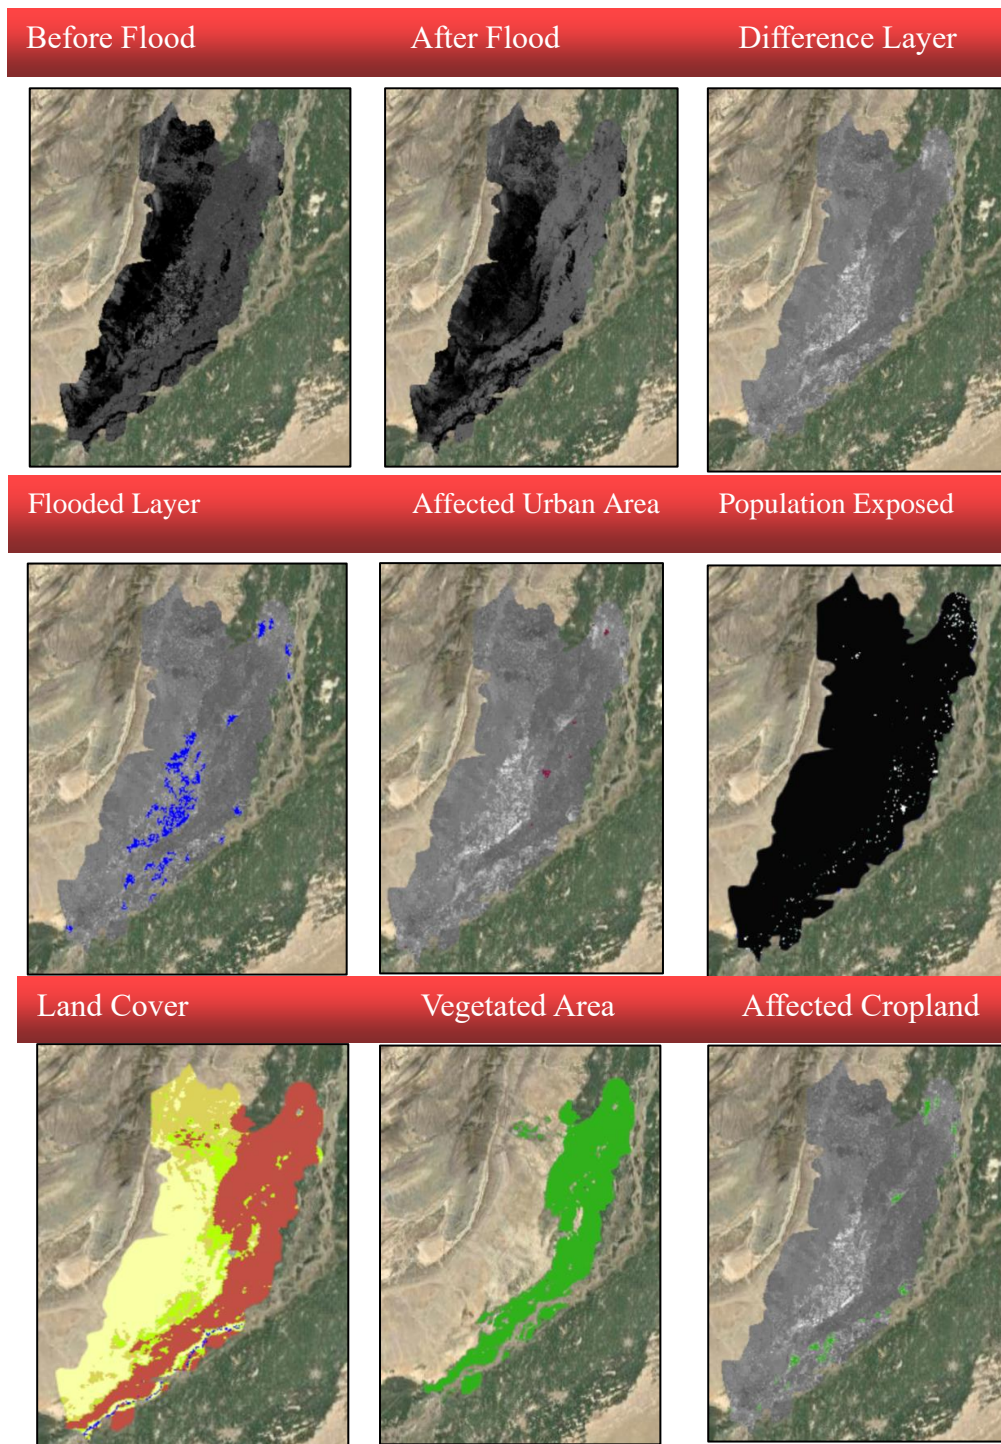 Before Flood
After Flood
Difference Layer
Flooded Layer
Affected Urban Area
Population Exposed
Land Cover
Vegetated Area
Affected Cropland